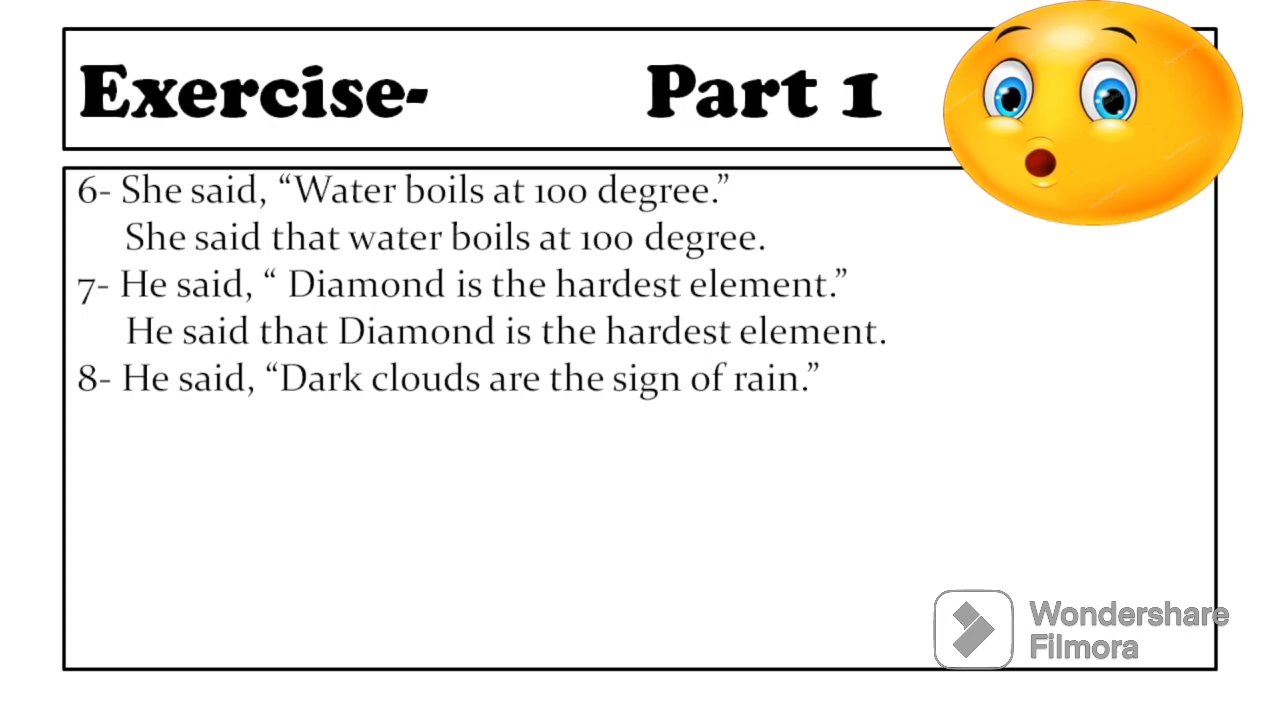 Exercise- Part 1
6- She said, “Water boils at 100 degree.”
She said that water boils at 100 degree.
7- He said, “ Diamond is the hardest element.”
He said that Diamond is the hardest element.
8- He said, “Dark clouds are the sign of rain.”
Wondershare
Filmora